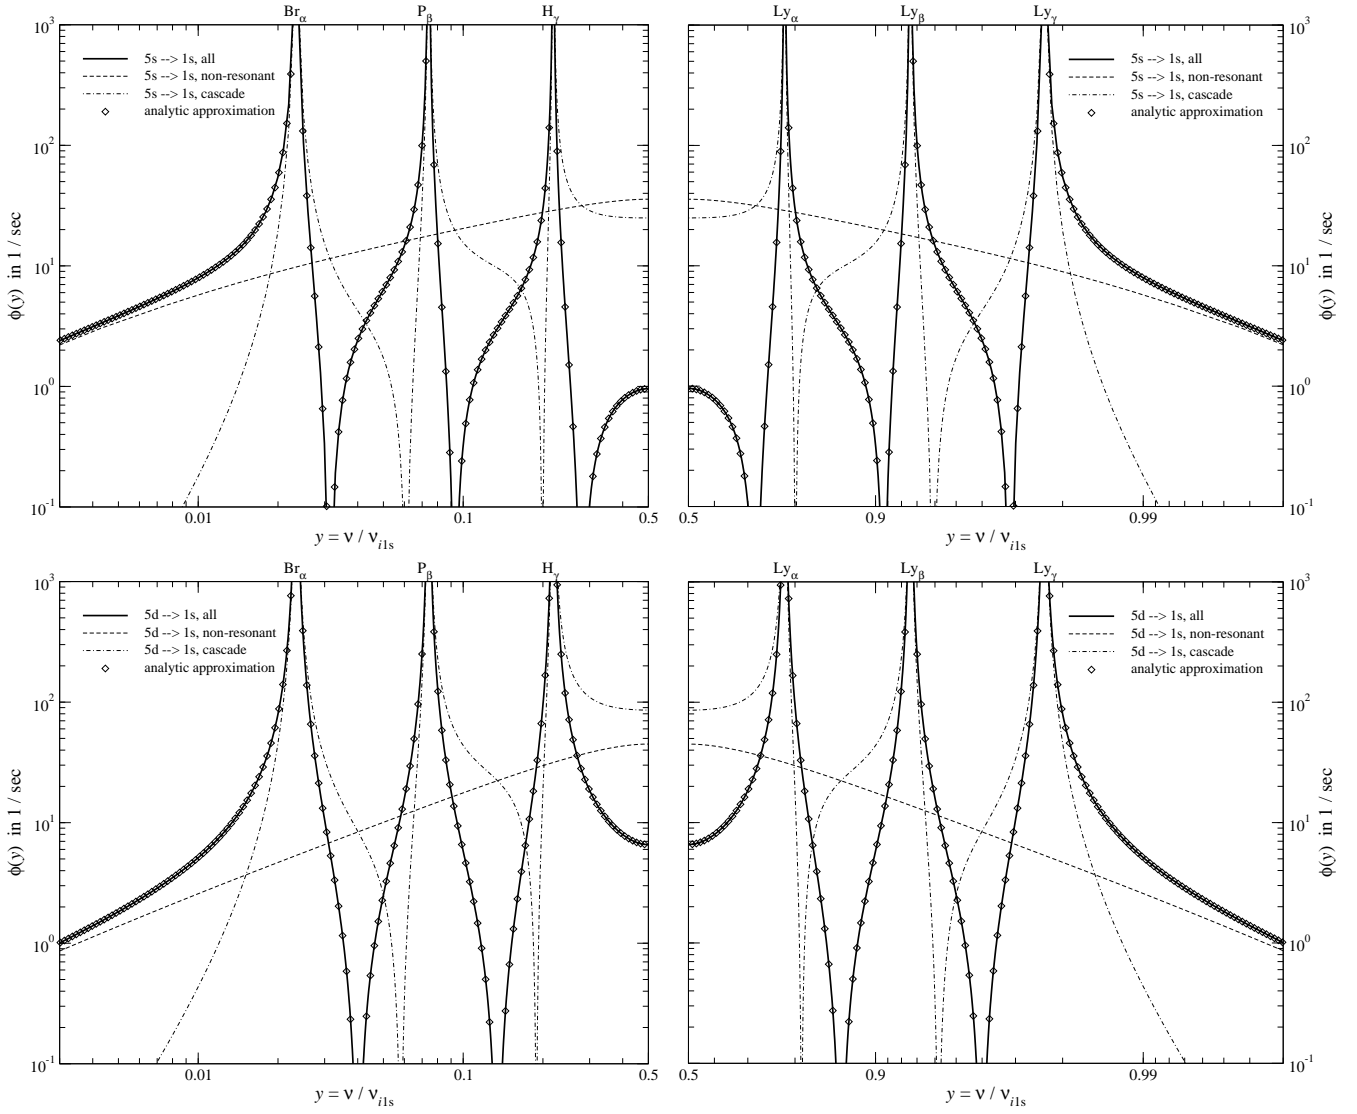 Br_α P_β H_γ Ly_α Ly_β Ly_γ
10^3 10^3
5s --> 1s, all
5s --> 1s, non-resonant
5s --> 1s, cascade
analytic approximation
5s --> 1s, all
5s --> 1s, non-resonant
5s --> 1s, cascade
analytic approximation
10^2 10^2
ϕ(y) in 1 / sec
10^1 10^1
ϕ(y) in 1 / sec
10^0 10^0
10^-1 10^-1
0.01 0.1 0.5 0.5 0.9 0.99
y = ν / ν_i1s y = ν / ν_i1s
Br_α P_β H_γ Ly_α Ly_β Ly_γ
10^3 10^3
5d --> 1s, all
5d --> 1s, non-resonant
5d --> 1s, cascade
analytic approximation
5d --> 1s, all
5d --> 1s, non-resonant
5d --> 1s, cascade
analytic approximation
10^2 10^2
ϕ(y) in 1 / sec
10^1 10^1
ϕ(y) in 1 / sec
10^0 10^0
10^-1 10^-1
0.01 0.1 0.5 0.5 0.9 0.99
y = ν / ν_i1s y = ν / ν_i1s